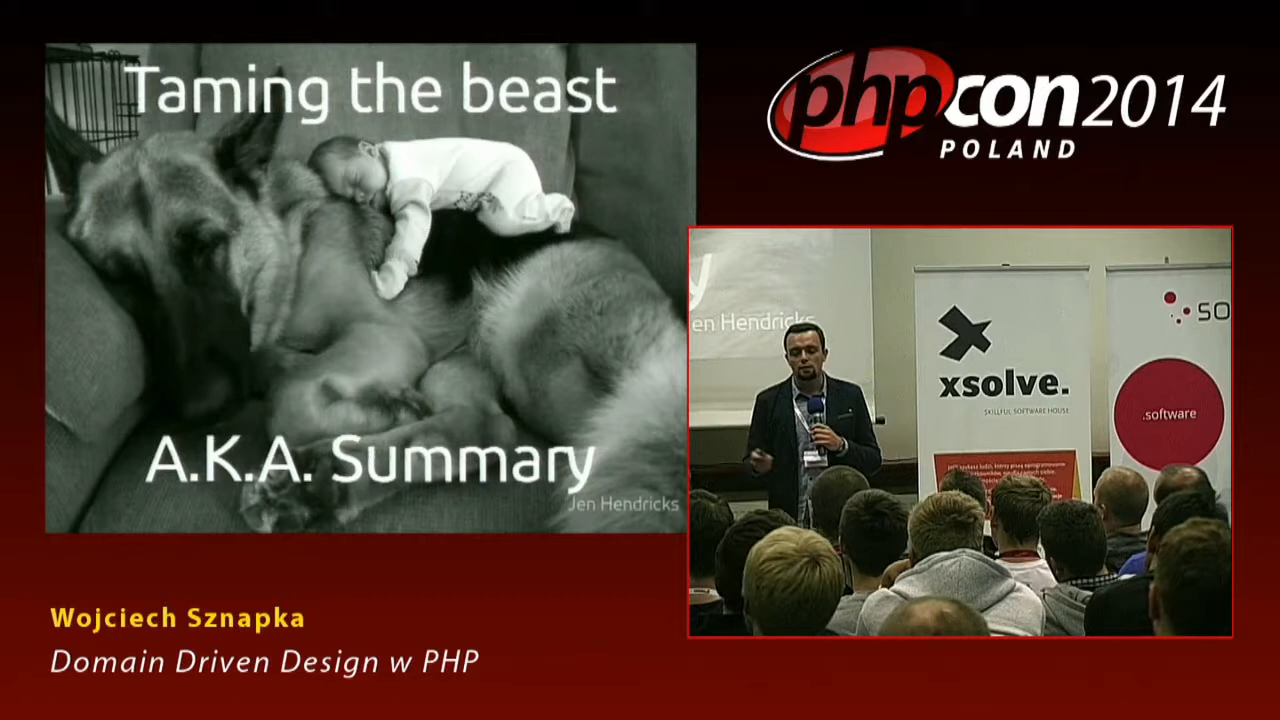 Taming the beast
A.K.A. Summary
Jen Hendricks
phpcon2014
POLAND
y
en Hendricks
xsolve.
SKILLFUL SOFTWARE HOUSE
SO
.software
Wojciech Sznapka
Domain Driven Design w PHP